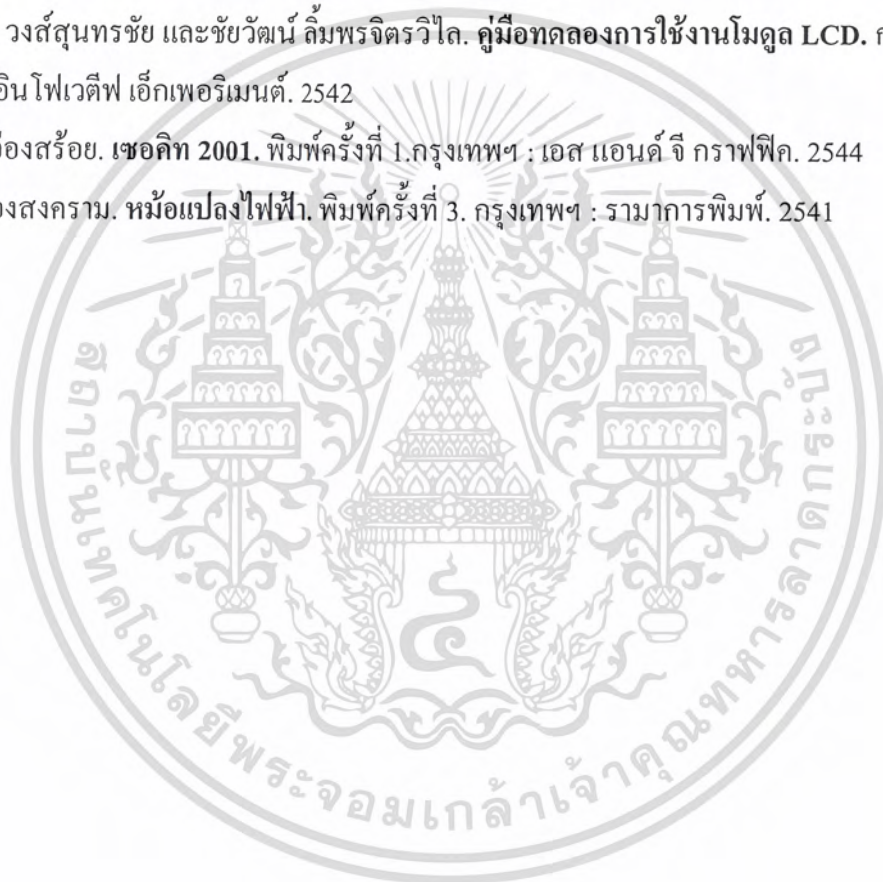 วงส์สุนทรชัย และชัยวัฒน์ ลิ้มพรจิตรวิไล. คู่มือทดลองการใช้งานโมดูล LCD.
อินโฟเวตีฟ เอ็กเพอริเมนต์. 2542
องสร้อย. เซอคิท 2001. พิมพ์ครั้งที่ 1.กรุงเทพฯ : เอส แอนด์ จี กราฟฟิค. 2544
องสงคราม. หม้อแปลงไฟฟ้า. พิมพ์ครั้งที่ 3. กรุงเทพฯ : รามาการพิมพ์. 2541
สถาบันเทคโนโลยีพระจอมเกล้าเจ้าคุณทหารลาดกระบัง